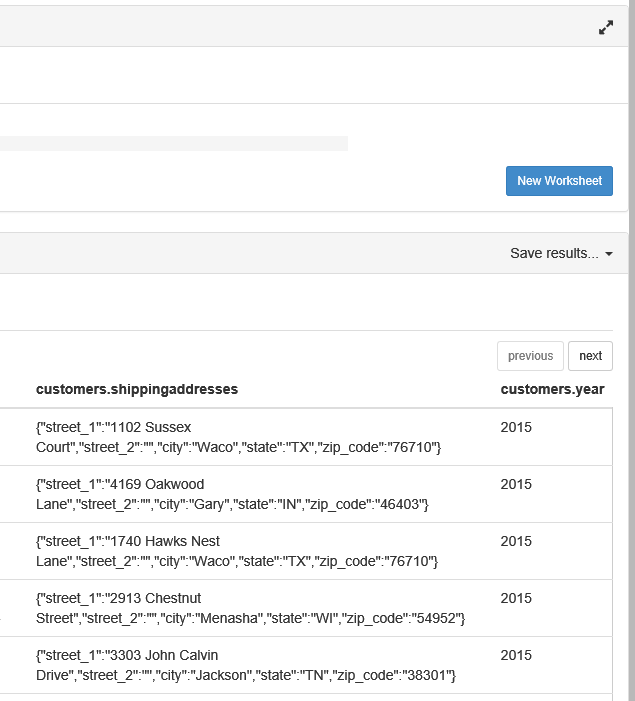 New Worksheet
Save results...
previous next
customers.shippingaddresses customers.year
{"street_1":"1102 Sussex 2015
Court","street_2":"","city":"Waco","state":"TX","zip_code":"76710"}
{"street_1":"4169 Oakwood 2015
Lane","street_2":"","city":"Gary","state":"IN","zip_code":"46403"}
{"street_1":"1740 Hawks Nest 2015
Lane","street_2":"","city":"Waco","state":"TX","zip_code":"76710"}
{"street_1":"2913 Chestnut 2015
Street","street_2":"","city":"Menasha","state":"WI","zip_code":"54952"}
{"street_1":"3303 John Calvin 2015
Drive","street_2":"","city":"Jackson","state":"TN","zip_code":"38301"}